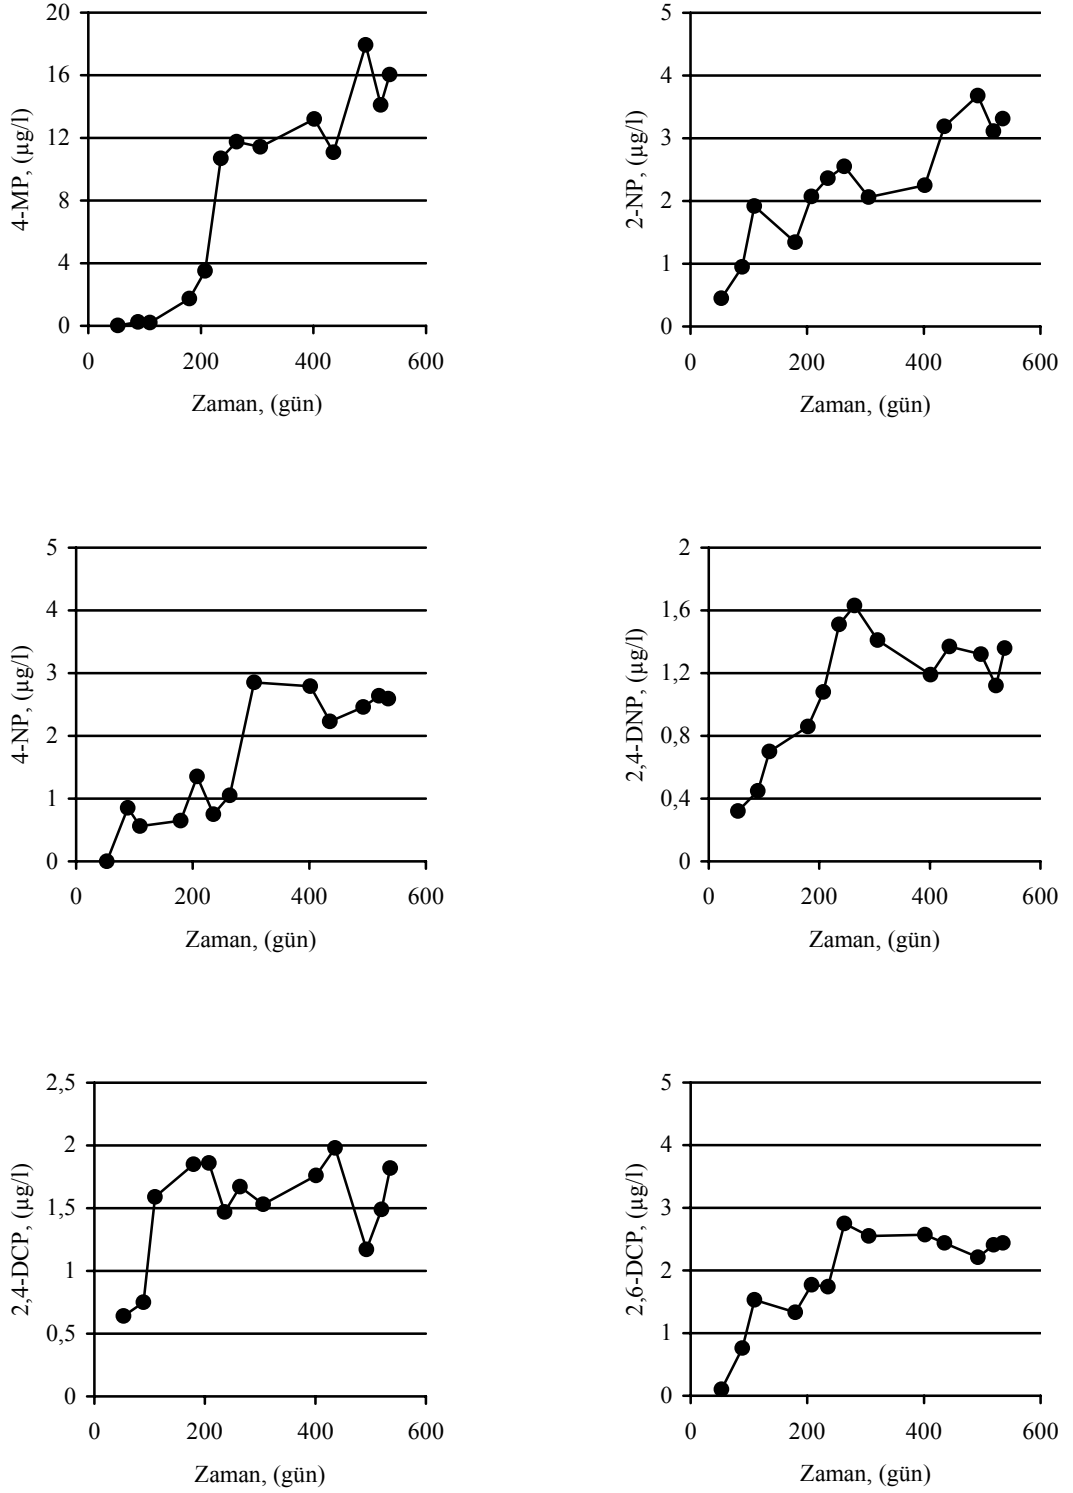 20
16
12
8
4
0
0 200 400 600
4-MP, (µg/l)
Zaman, (gün)
5
4
3
2
1
0
0 200 400 600
2-NP, (µg/l)
Zaman, (gün)
5
4
3
2
1
0
0 200 400 600
4-NP, (µg/l)
Zaman, (gün)
2
1,6
1,2
0,8
0,4
0
0 200 400 600
2,4-DNP, (µg/l)
Zaman, (gün)
2,5
2
1,5
1
0,5
0
0 200 400 600
2,4-DCP, (µg/l)
Zaman, (gün)
5
4
3
2
1
0
0 200 400 600
2,6-DCP, (µg/l)
Zaman, (gün)